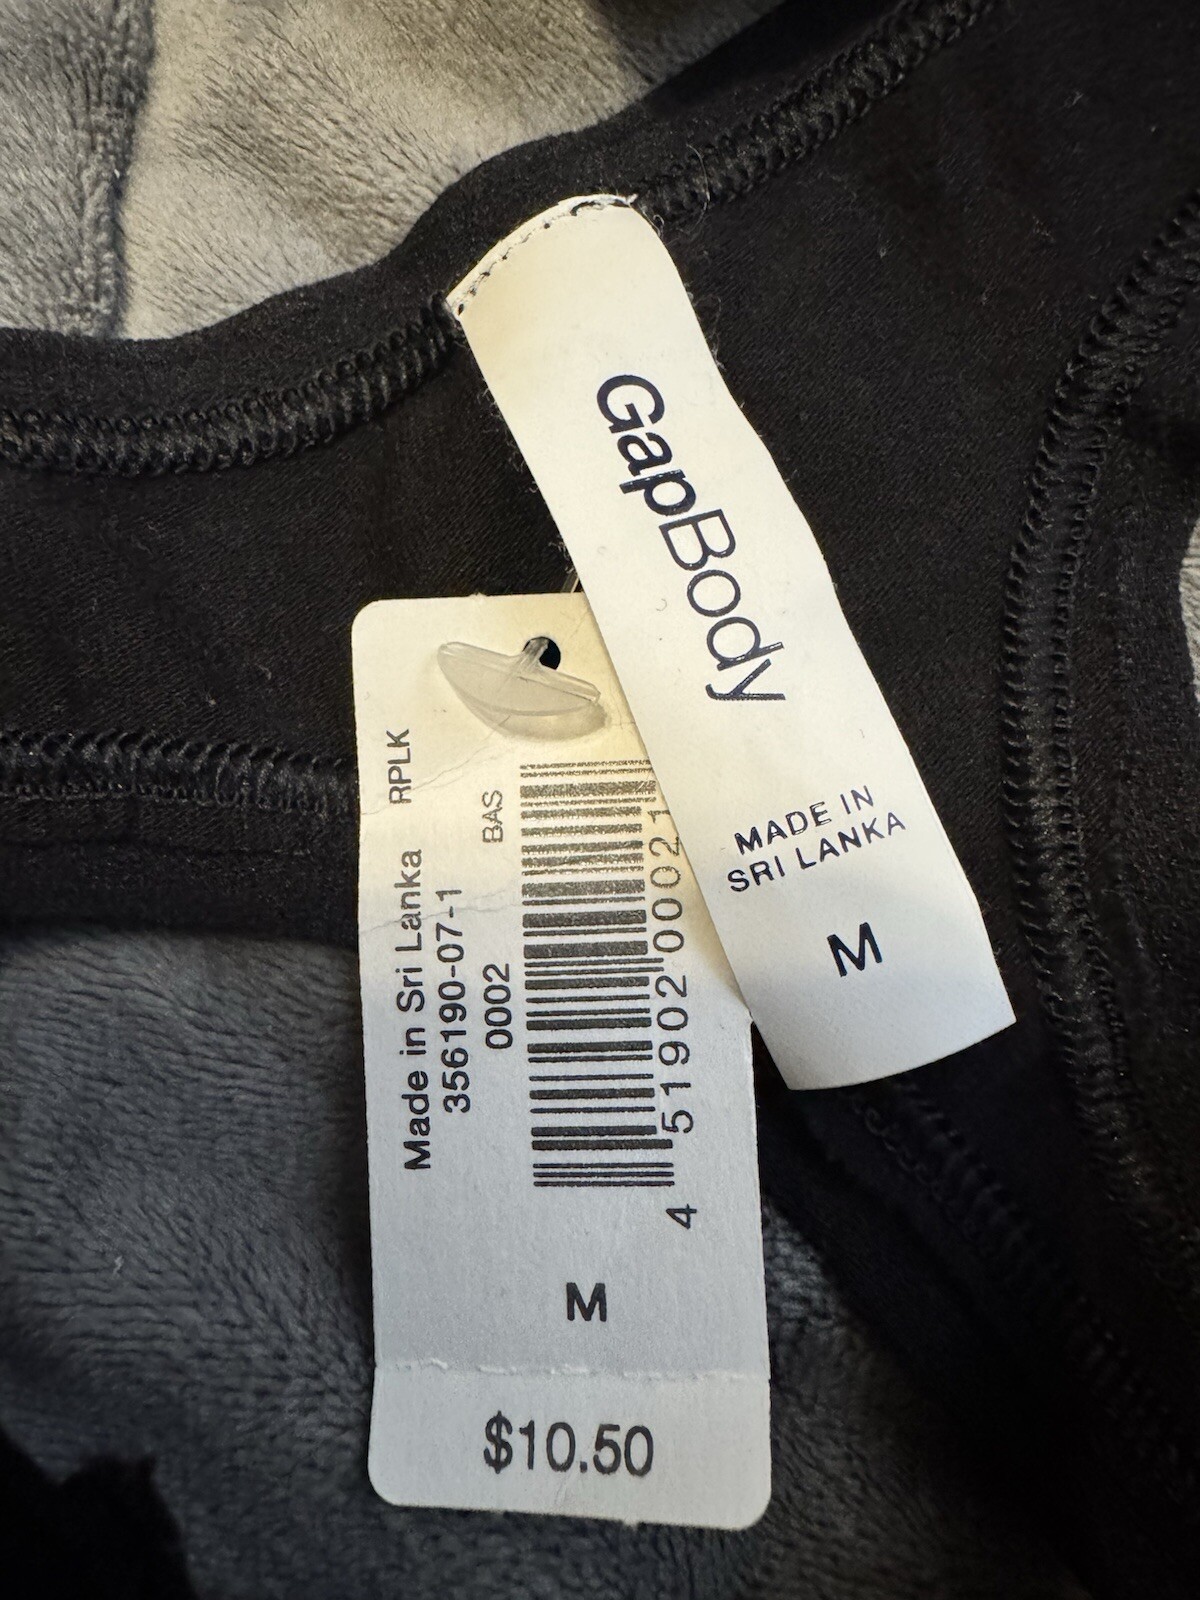 GapBody
MADE IN
SRI LANKA
M
Made in Sri Lanka RPLK
356190-07-1
0002 BAS
4 51902 00021
M
$10.50